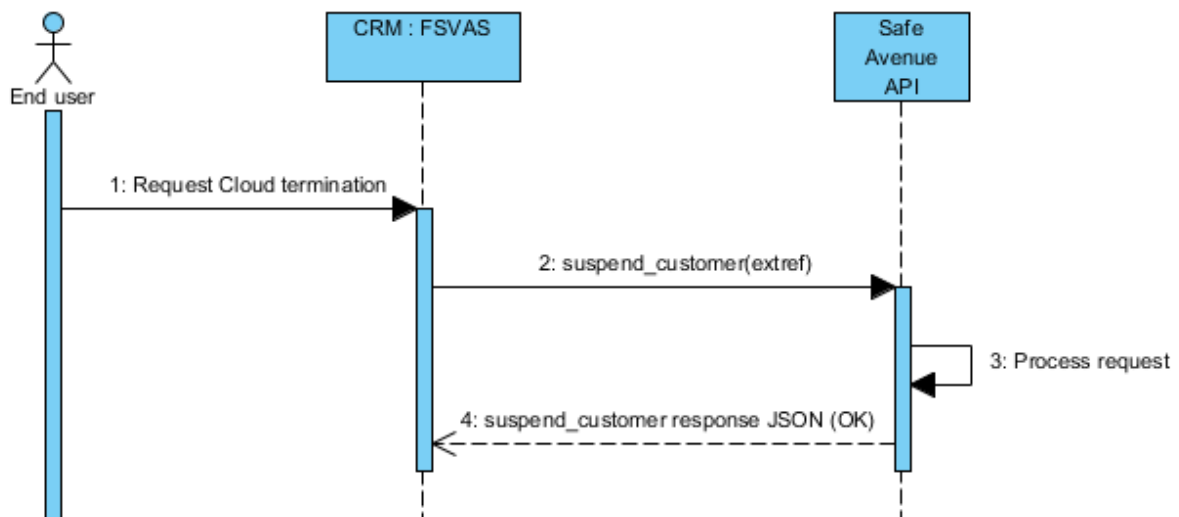 End user
CRM : FSVAS
Safe
Avenue
API
1: Request Cloud termination
2: suspend_customer(extref)
3: Process request
4: suspend_customer response JSON (OK)